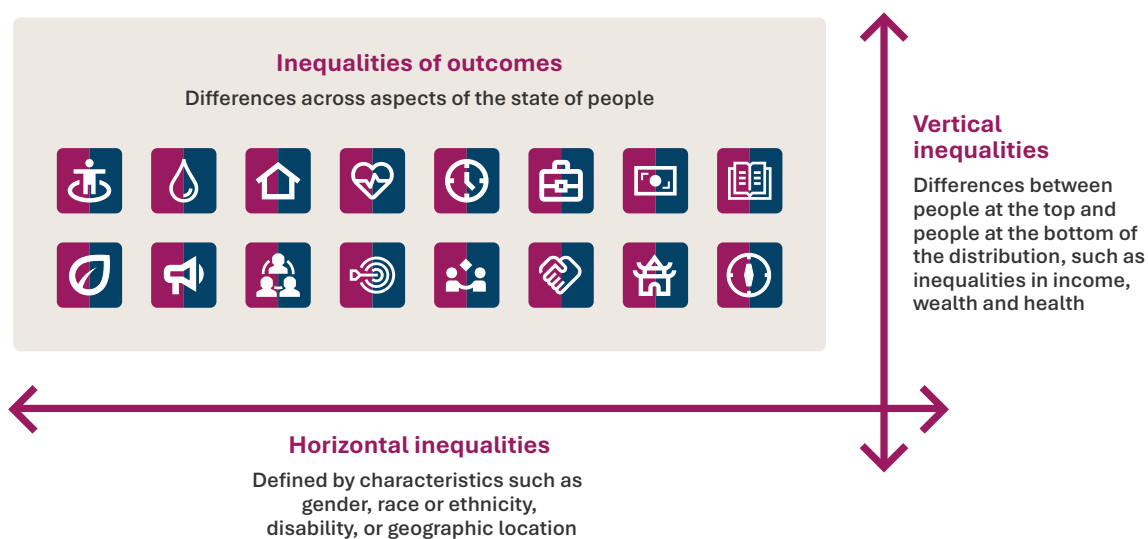 Inequalities of outcomes
Differences across aspects of the state of people
Vertical
inequalities
Differences between
people at the top and
people at the bottom of
the distribution, such as
inequalities in income,
wealth and health
Horizontal inequalities
Defined by characteristics such as
gender, race or ethnicity,
disability, or geographic location